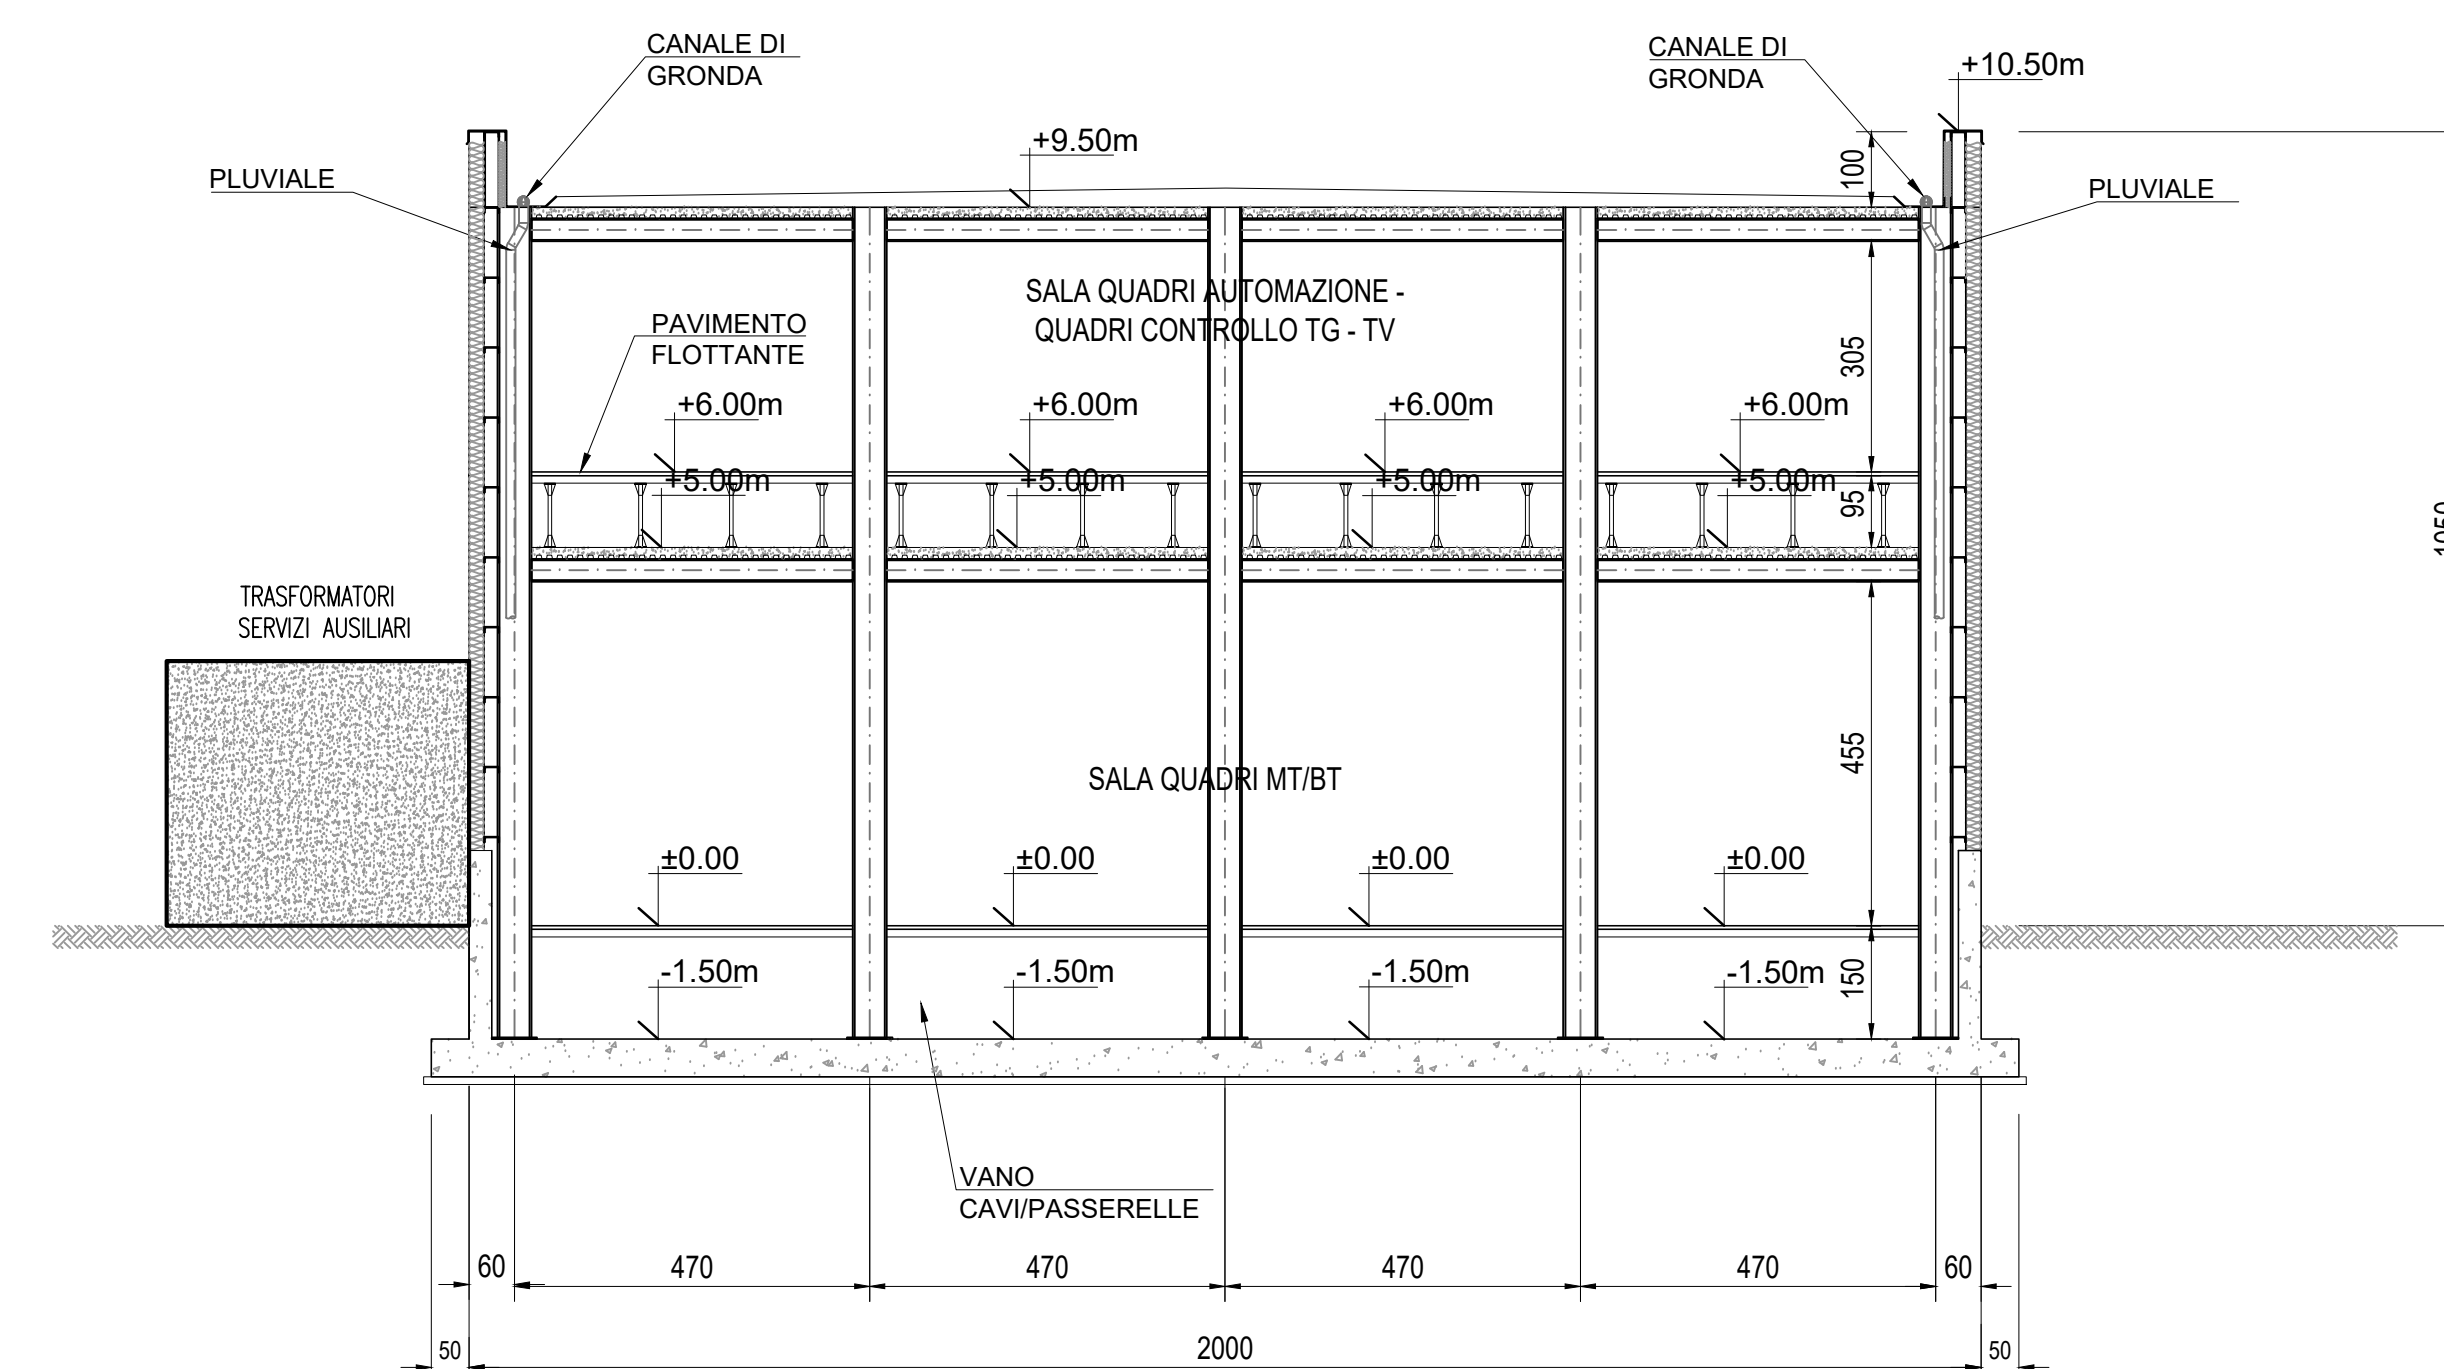 CANALE DI
GRONDA
CANALE DI
GRONDA
+10.50m
+9.50m
100
PLUVIALE
PLUVIALE
SALA QUADRI AUTOMAZIONE -
QUADRI CONTROLLO TG - TV
PAVIMENTO
FLOTTANTE
305
+6.00m +6.00m +6.00m +6.00m
+5.00m +5.00m +5.00m +5.00m
95
TRASFORMATORI
SERVIZI AUSILIARI
455
SALA QUADRI MT/BT
±0.00 ±0.00 ±0.00 ±0.00
-1.50m -1.50m -1.50m -1.50m
150
VANO
CAVI/PASSERELLE
60 470 470 470 470 60
50 2000 50